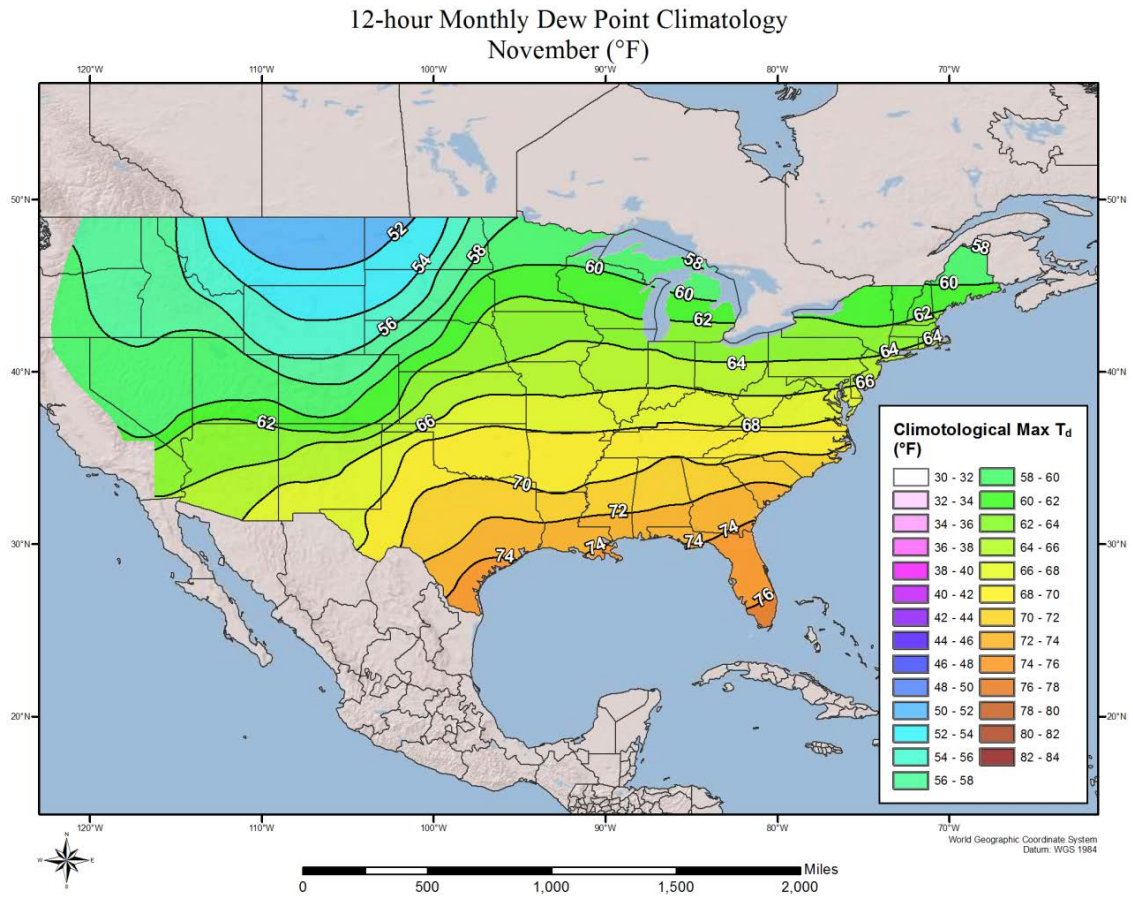 12-hour Monthly Dew Point Climatology
November (°F)
120°W 110°W 100°W 90°W 80°W 70°W
50°N 50°N
40°N 40°N
30°N 30°N
20°N 20°N
52
54
58
56
60
58
60
62
58
60
62
64
64
64
66
62
66
68
70
72
74
74
74
74
76
Climotological Max Td
(°F)
30 - 32 58 - 60
32 - 34 60 - 62
34 - 36 62 - 64
36 - 38 64 - 66
38 - 40 66 - 68
40 - 42 68 - 70
42 - 44 70 - 72
44 - 46 72 - 74
46 - 48 74 - 76
48 - 50 76 - 78
50 - 52 78 - 80
52 - 54 80 - 82
54 - 56 82 - 84
56 - 58
120°W 110°W 100°W 90°W 80°W 70°W
World Geographic Coordinate System
Datum: WGS 1984
N
W E
S
Miles
0 500 1,000 1,500 2,000